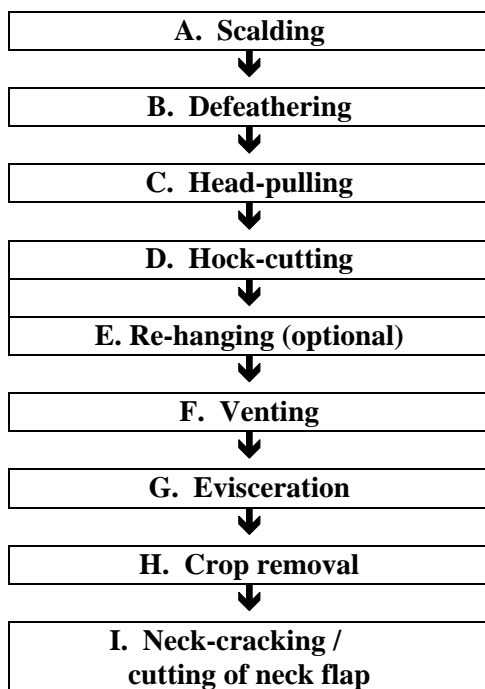 A. Scalding
B. Defeathering
C. Head-pulling
D. Hock-cutting
E. Re-hanging (optional)
F. Venting
G. Evisceration
H. Crop removal
I. Neck-cracking /
cutting of neck flap